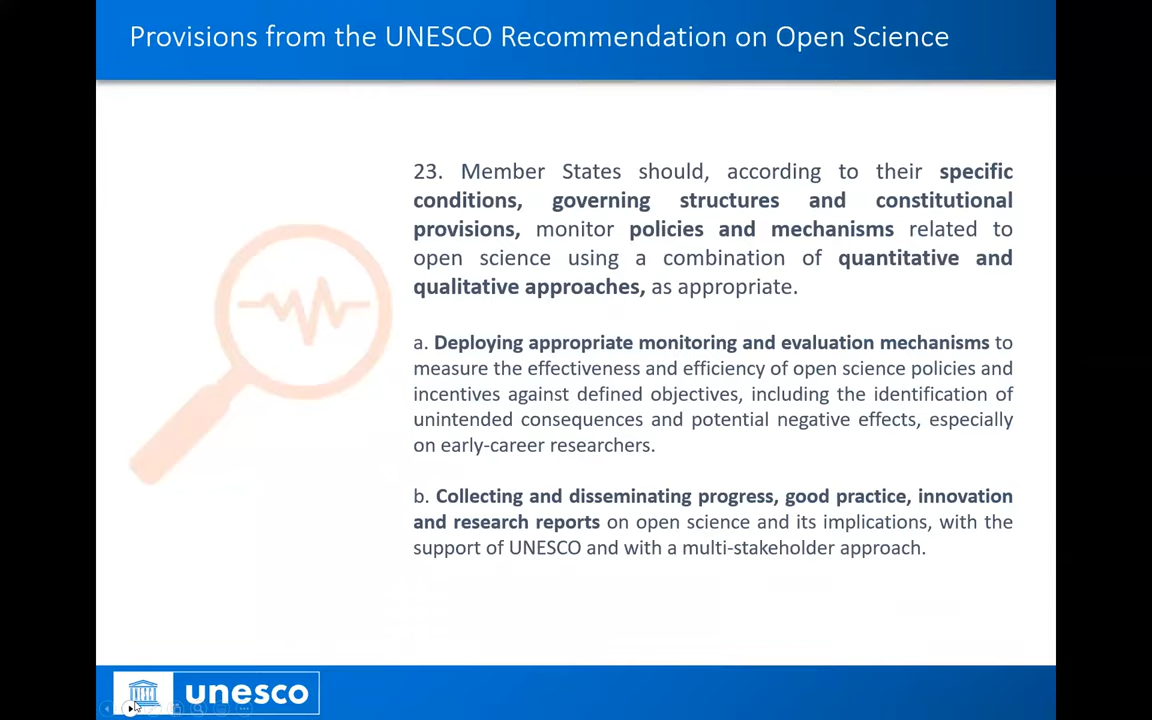 Provisions from the UNESCO Recommendation on Open Science
23. Member States should, according to their specific
conditions, governing structures and constitutional
provisions, monitor policies and mechanisms related to
open science using a combination of quantitative and
qualitative approaches, as appropriate.
a. Deploying appropriate monitoring and evaluation mechanisms to
measure the effectiveness and efficiency of open science policies and
incentives against defined objectives, including the identification of
unintended consequences and potential negative effects, especially
on early-career researchers.
b. Collecting and disseminating progress, good practice, innovation
and research reports on open science and its implications, with the
support of UNESCO and with a multi-stakeholder approach.
unesco